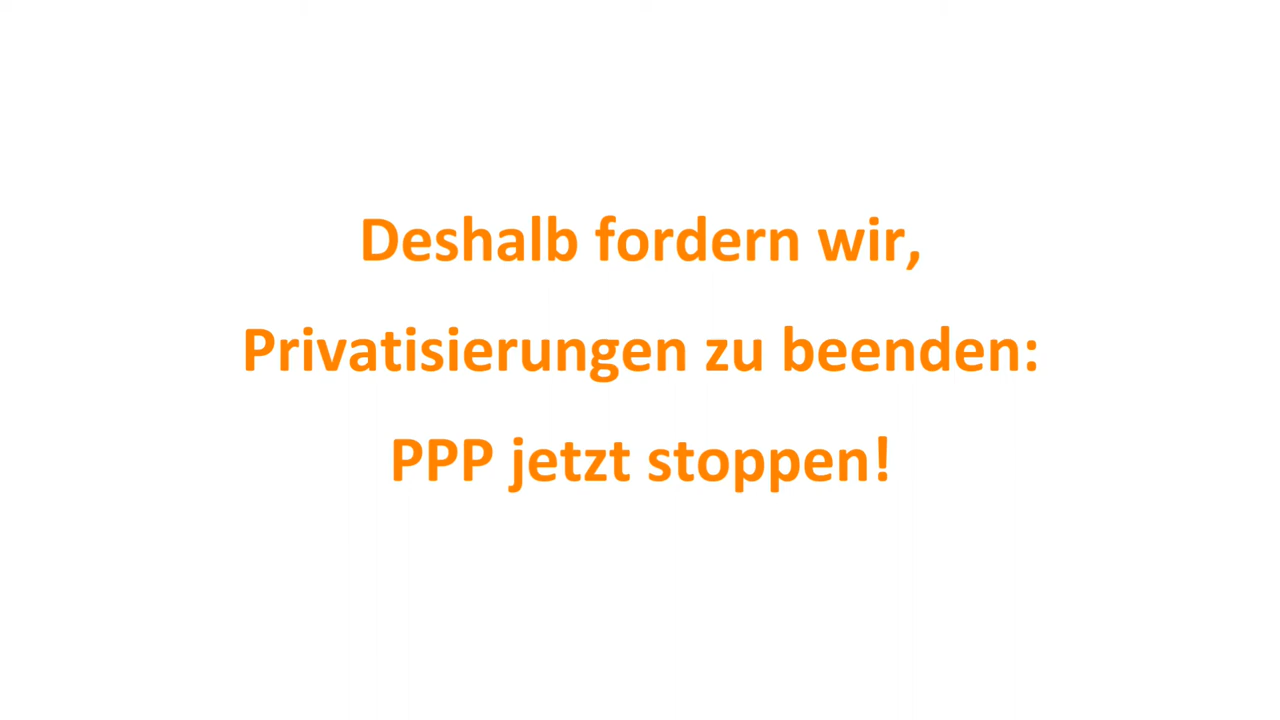 Deshalb fordern wir,
Privatisierungen zu beenden:
PPP jetzt stoppen!